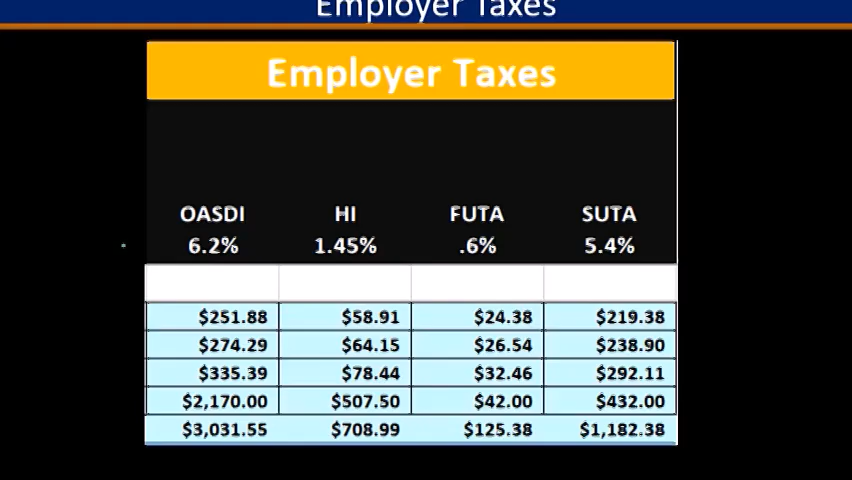 Employer Taxes
Employer Taxes
OASDI HI FUTA SUTA
6.2% 1.45% .6% 5.4%
$251.88 $58.91 $24.38 $219.38
$274.29 $64.15 $26.54 $238.90
$335.39 $78.44 $32.46 $292.11
$2,170.00 $507.50 $42.00 $432.00
$3,031.55 $708.99 $125.38 $1,182.38